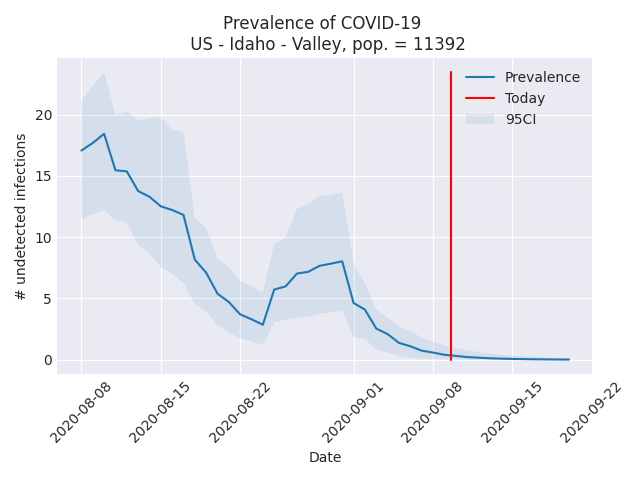 Prevalence of COVID-19
US - Idaho - Valley, pop. = 11392
Prevalence
Today
95CI
# undetected infections
20
15
10
5
0
2020-08-08
2020-08-15
2020-08-22
2020-09-01
2020-09-08
2020-09-15
2020-09-22
Date